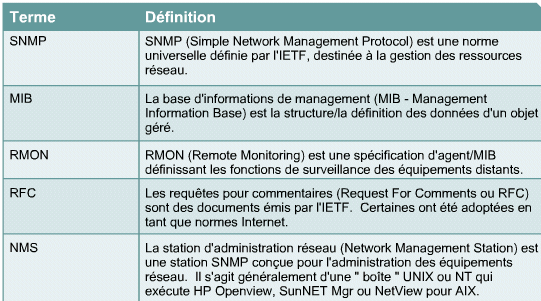 Terme Définition
SNMP SNMP (Simple Network Management Protocol) est une norme
universelle définie par l'IETF, destinée à la gestion des ressources
réseau.
MIB La base d'informations de management (MIB - Management
Information Base) est la structure/la définition des données d'un objet
géré.
RMON RMON (Remote Monitoring) est une spécification d'agent/MIB
définissant les fonctions de surveillance des équipements distants.
RFC Les requêtes pour commentaires (Request For Comments ou RFC)
sont des documents émis par l'IETF. Certaines ont été adoptées en
tant que normes Internet.
NMS La station d'administration réseau (Network Management Station) est
une station SNMP conçue pour l'administration des équipements
réseau. Il s'agit généralement d'une " boîte " UNIX ou NT qui
exécute HP Openview, SunNET Mgr ou NetView pour AIX.